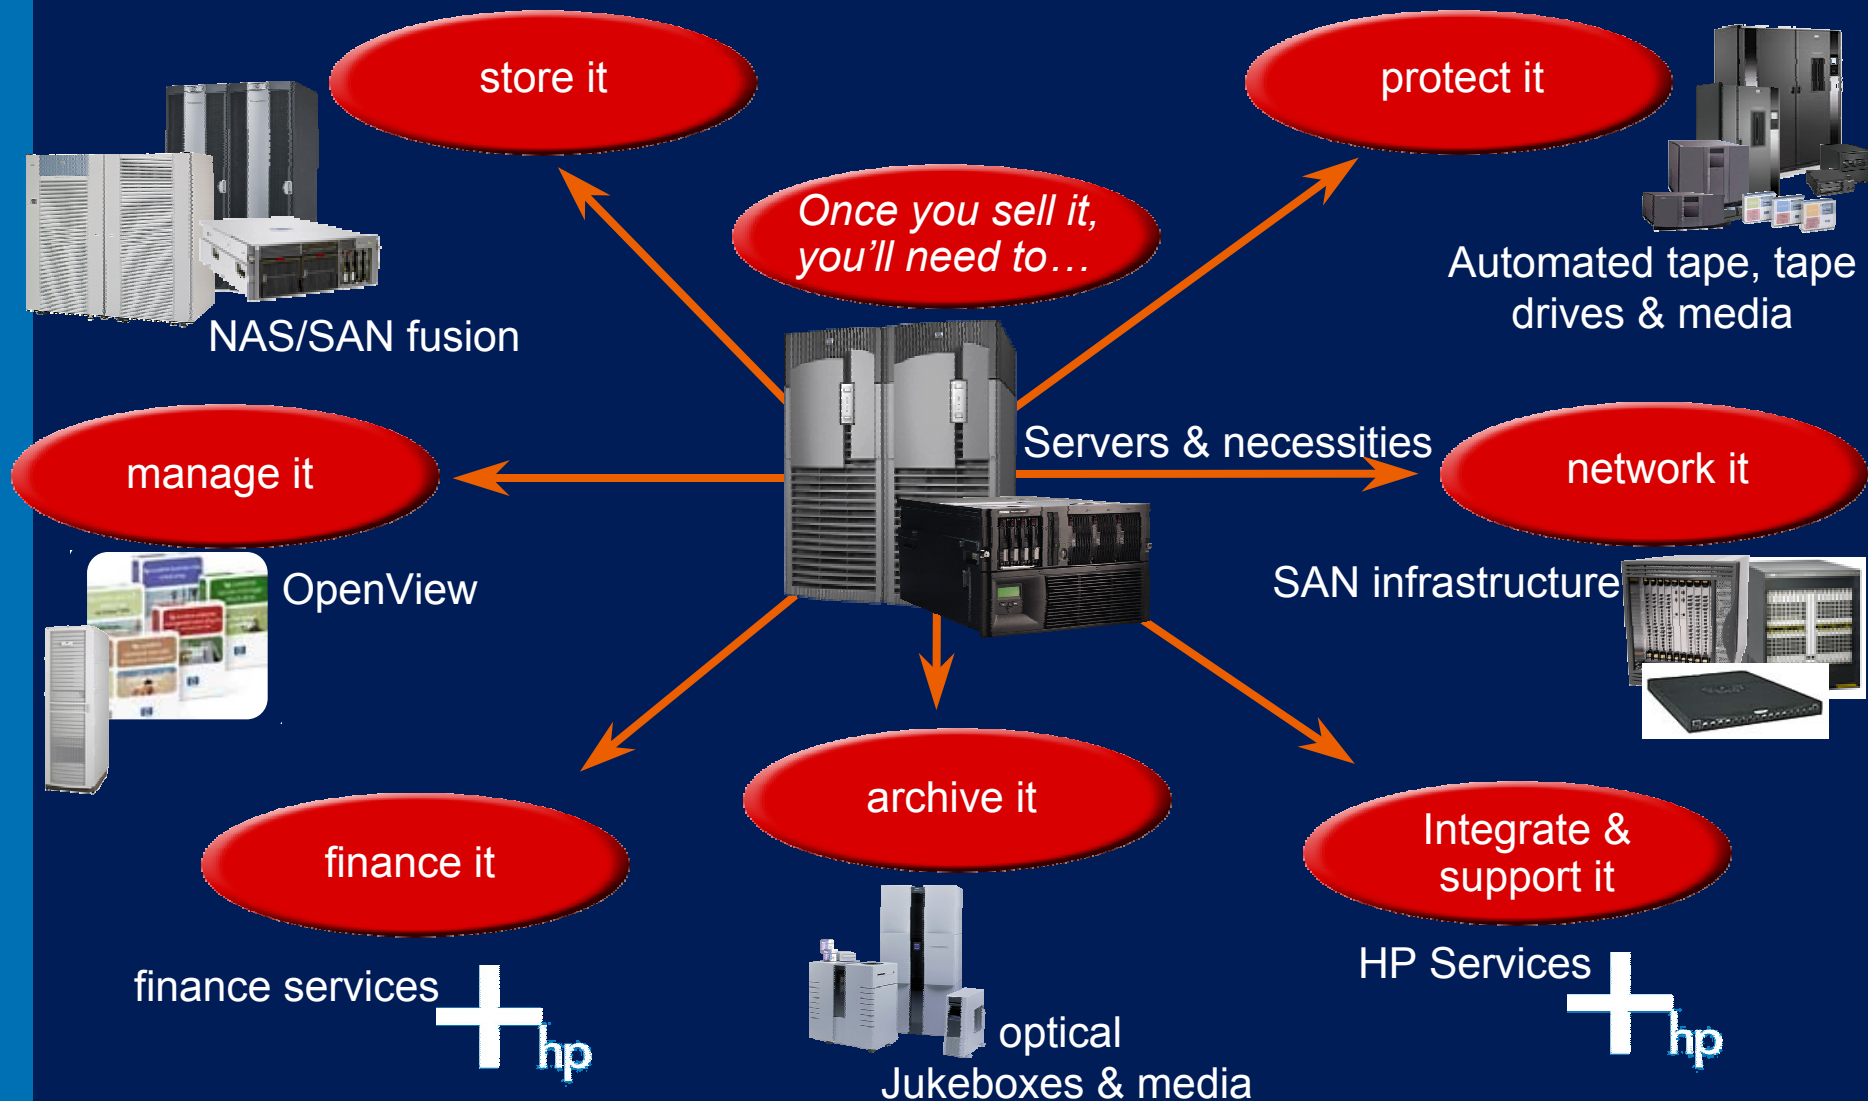 store it
protect it
Once you sell it,
you'll need to…
Automated tape, tape
drives & media
NAS/SAN fusion
Servers & necessities
manage it
network it
OpenView
SAN infrastructure
archive it
finance it
Integrate &
support it
finance services
hp
optical
Jukeboxes & media
HP Services
hp